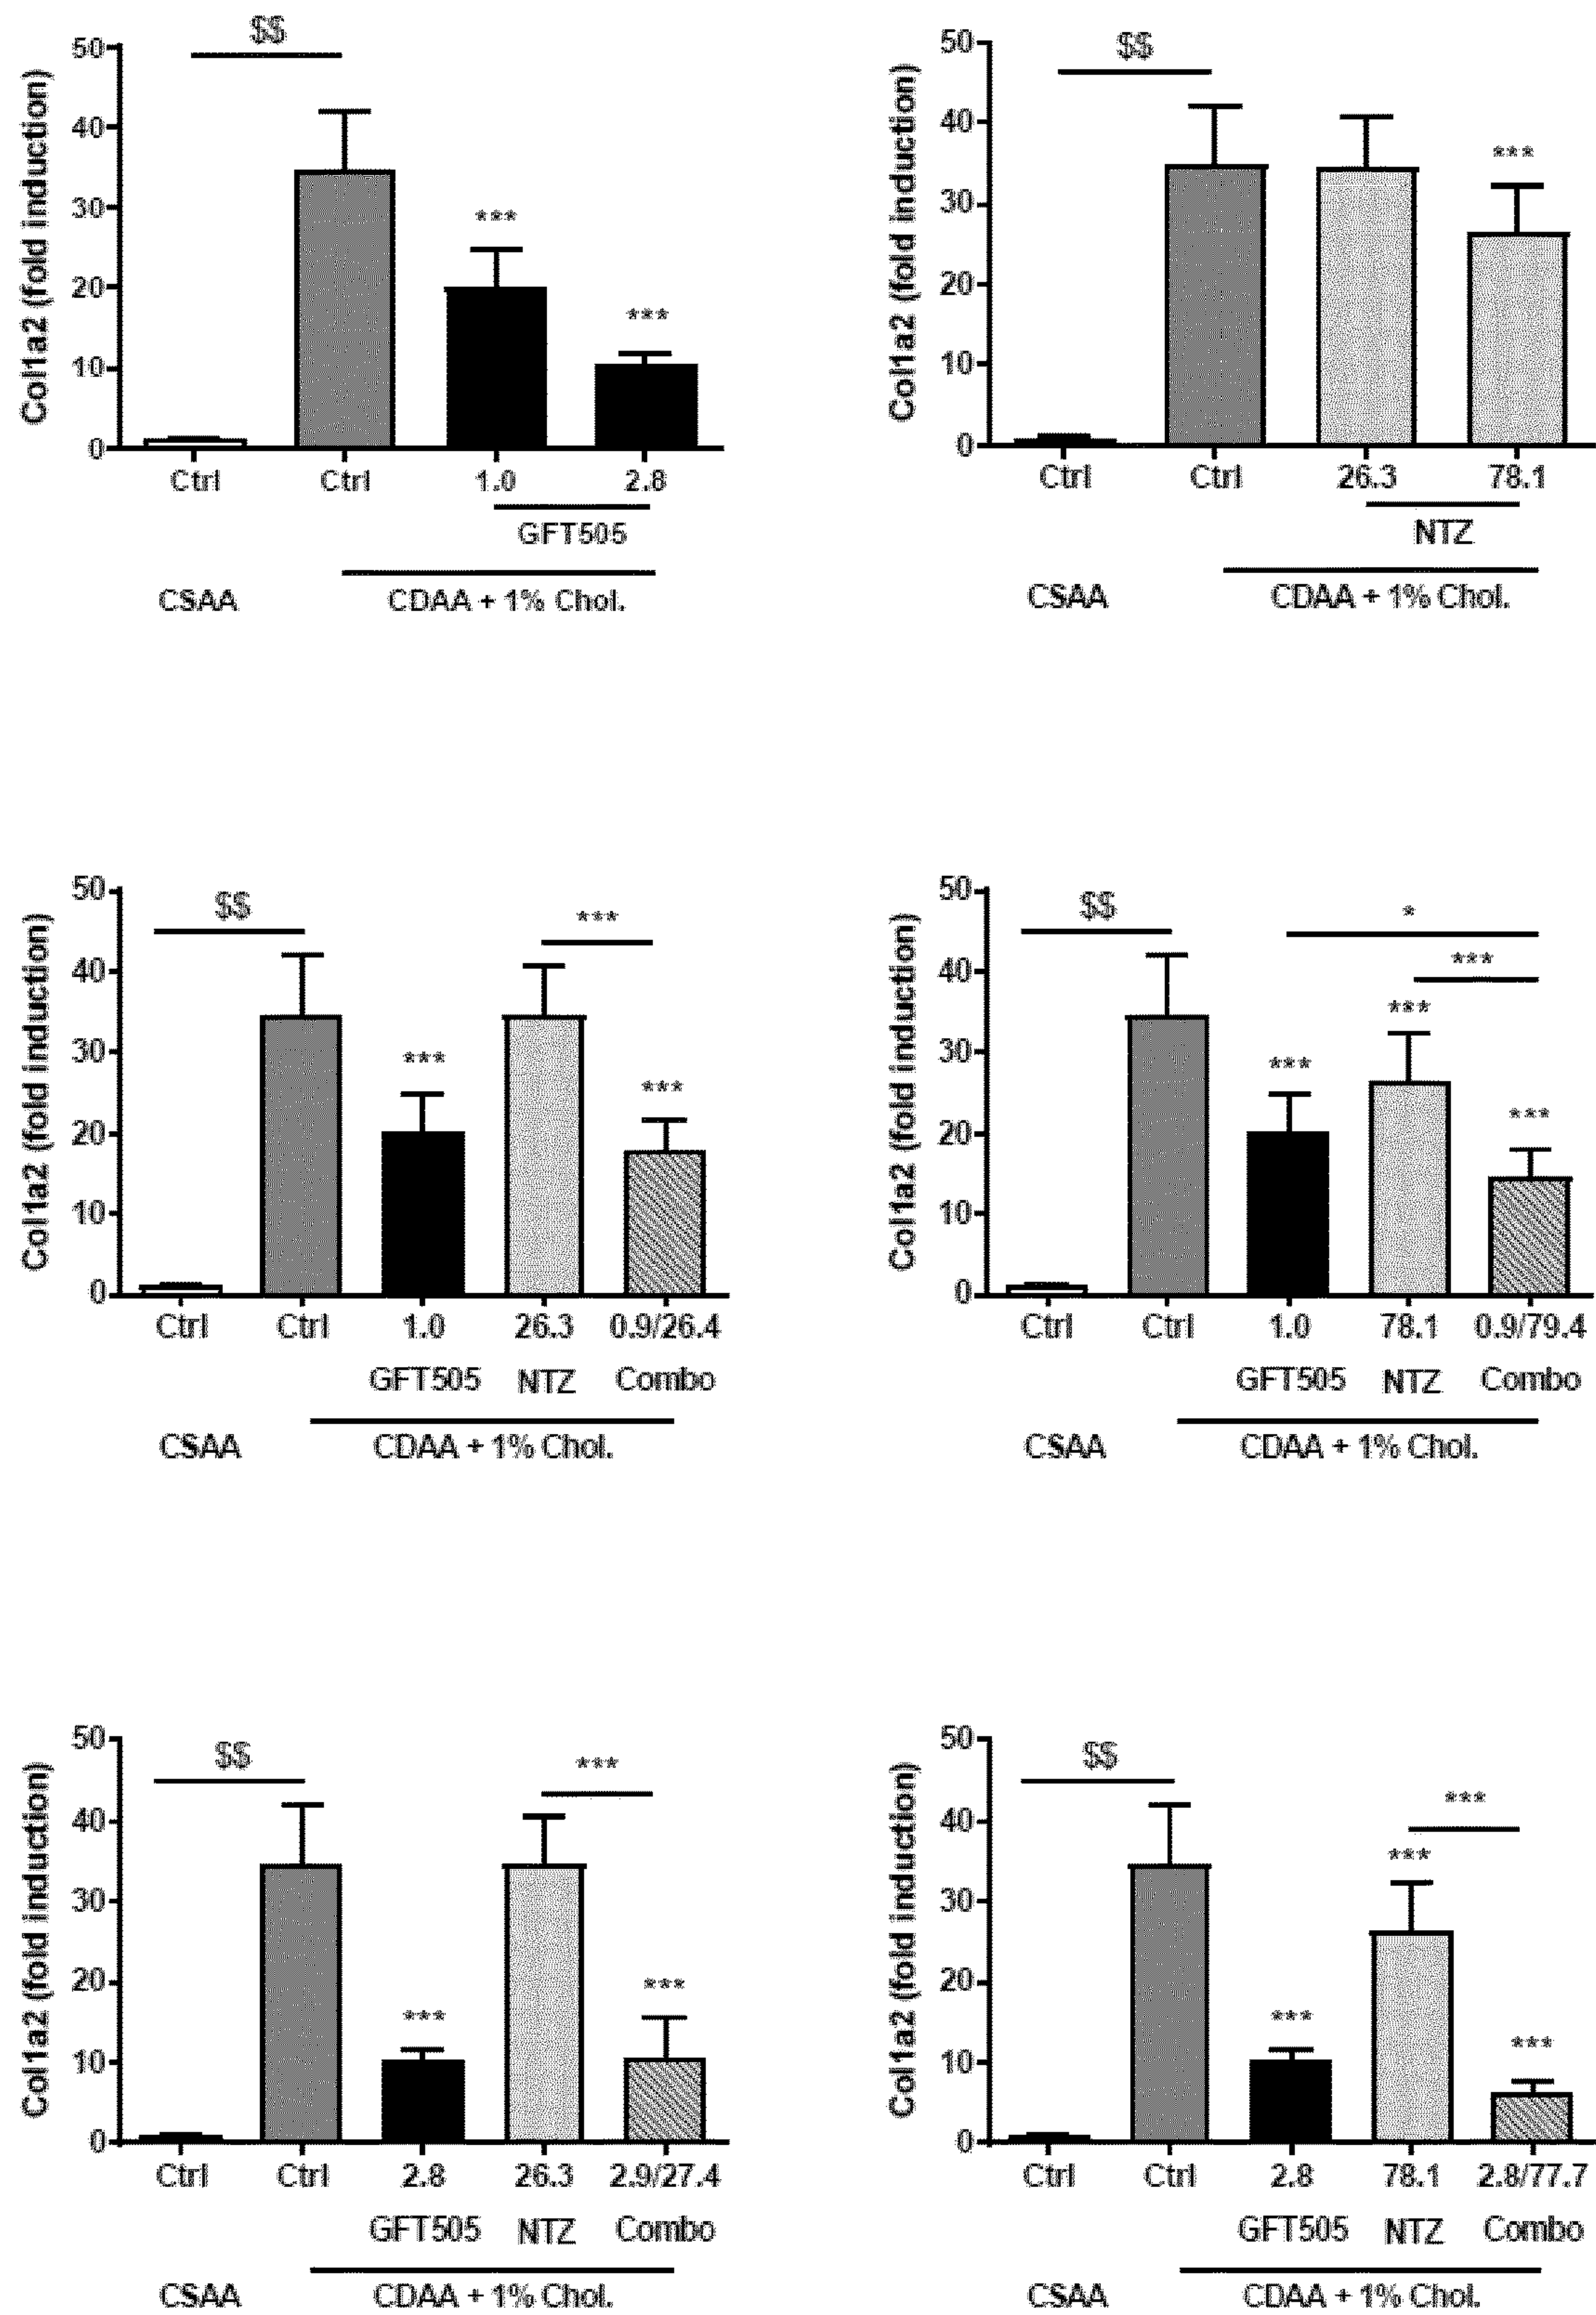 $$
50
40
30
20
10
0
Col1a2 (fold induction)
***
***
Ctrl Ctrl 1.0 2.8
GFT505
CSAA CDAA + 1% Chol.
$$
50
40
30
20
10
0
Col1a2 (fold induction)
***
Ctrl Ctrl 26.3 78.1
NTZ
CSAA CDAA + 1% Chol.
50
40
30
20
10
0
Col1a2 (fold induction)
$$
***
***
***
Ctrl Ctrl 1.0 26.3 0.9/26.4
GFT505 NTZ Combo
CSAA CDAA + 1% Chol.
50
40
30
20
10
0
Col1a2 (fold induction)
$$
*
***
***
***
***
Ctrl Ctrl 1.0 78.1 0.9/79.4
GFT505 NTZ Combo
CSAA CDAA + 1% Chol.
50
40
30
20
10
0
Col1a2 (fold induction)
$$
***
***
***
Ctrl Ctrl 2.8 26.3 2.9/27.4
GFT505 NTZ Combo
CSAA CDAA + 1% Chol.
50
40
30
20
10
0
Col1a2 (fold induction)
$$
***
***
***
***
Ctrl Ctrl 2.8 78.1 2.8/77.7
GFT505 NTZ Combo
CSAA CDAA + 1% Chol.